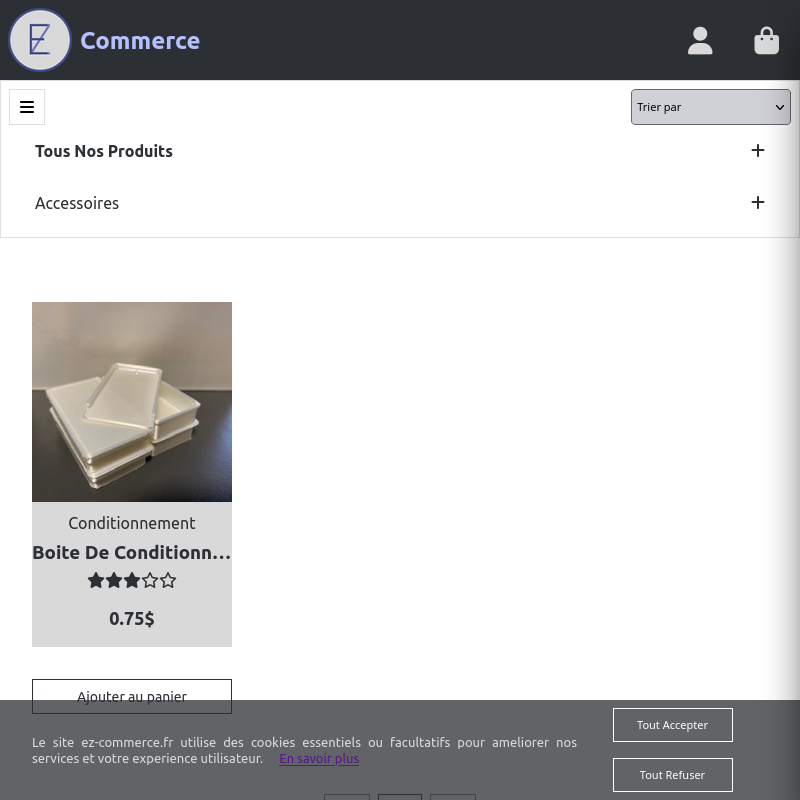 EZ Commerce
Trier par
Tous Nos Produits
Accessoires
Conditionnement
Boite De Conditionn...
0.75$
Ajouter au panier
Tout Accepter
Le site ez-commerce.fr utilise des cookies essentiels ou facultatifs pour ameliorer nos
services et votre experience utilisateur. En savoir plus
Tout Refuser